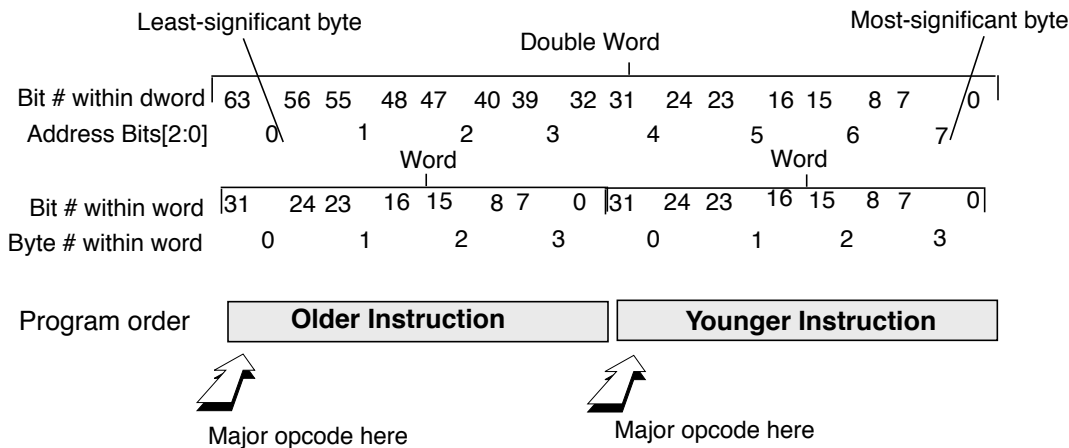 Least-significant byte
Most-significant byte
Double Word
Bit # within dword 63 56 55 48 47 40 39 32 31 24 23 16 15 8 7 0
Address Bits[2:0] 0 1 2 3 4 5 6 7
Word Word
Bit # within word 31 24 23 16 15 8 7 0 31 24 23 16 15 8 7 0
Byte # within word 0 1 2 3 0 1 2 3
Program order Older Instruction Younger Instruction
Major opcode here Major opcode here